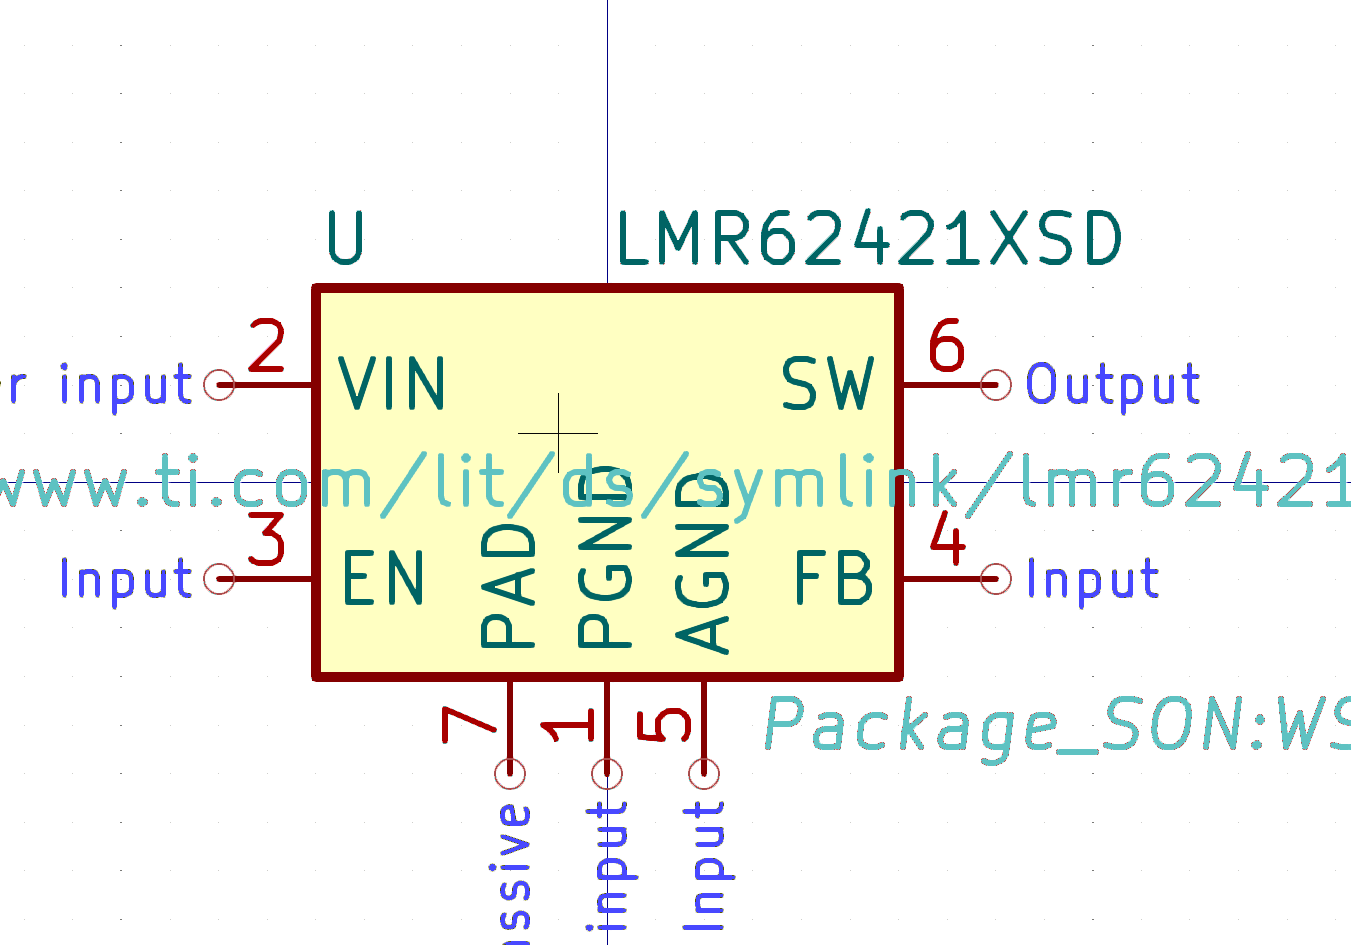 U LMR62421XSD
2 6
r input VIN SW Output
www.ti.com/lit/ds/symlink/lmr62421
3 4
Input EN PAD PGND AGND FB Input
7 1 5
Package_SON:WS
input Input